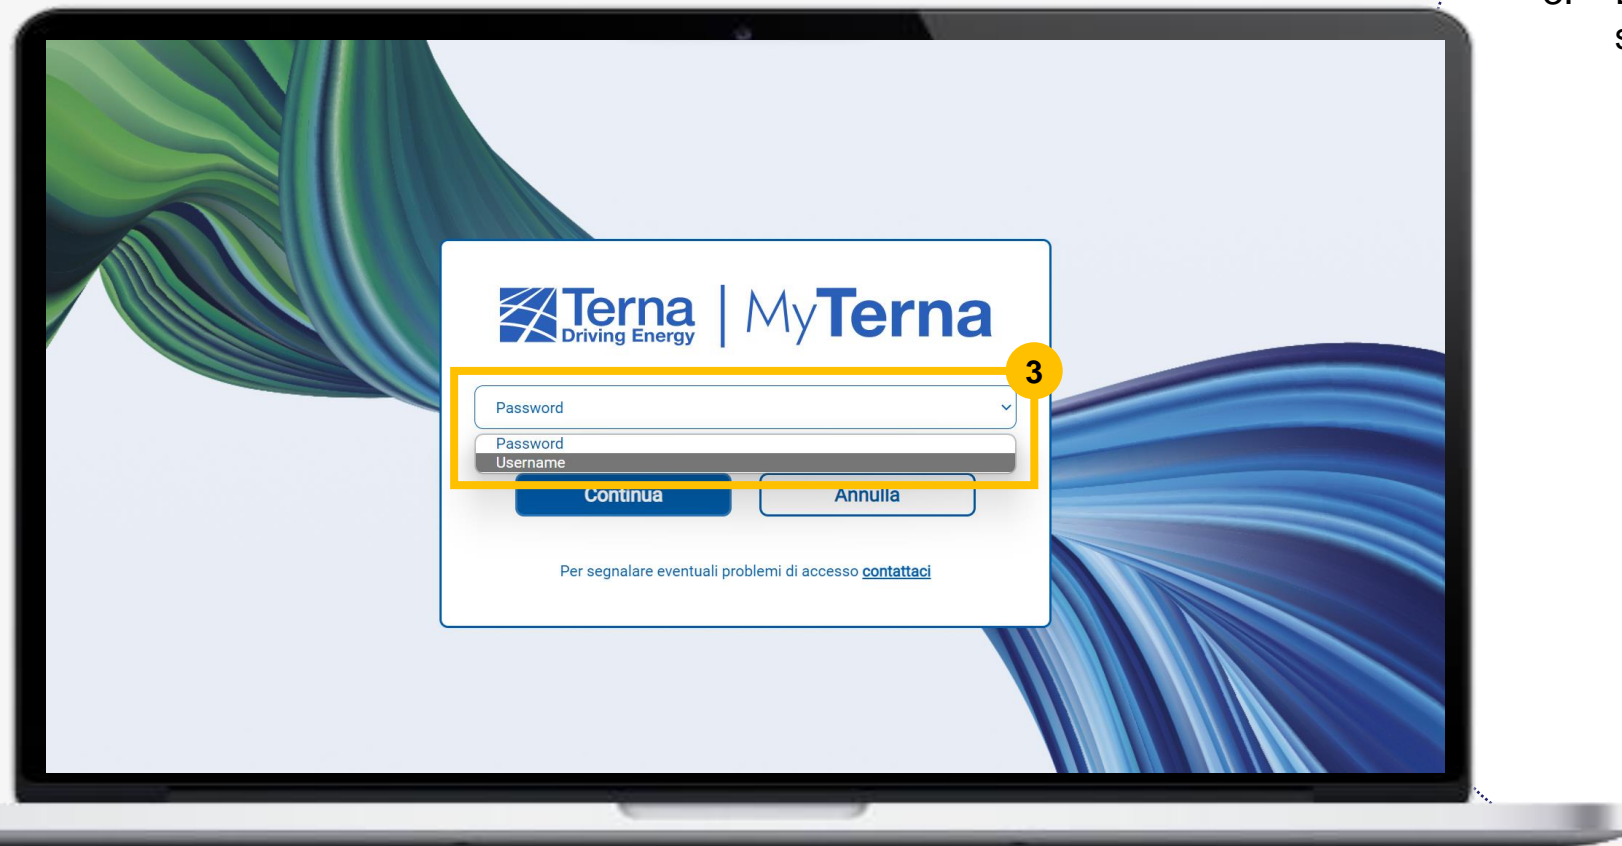 Terna
Driving Energy
MyTerna
3
Password
Password
Username
Continua
Annulla
Per segnalare eventuali problemi di accesso contattaci